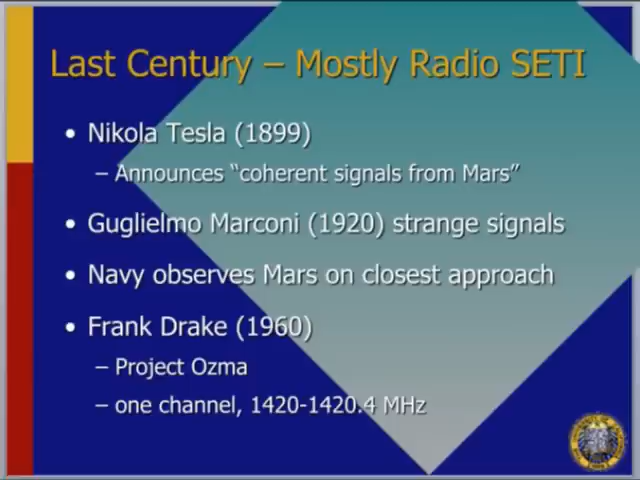 Last Century – Mostly Radio SETI
• Nikola Tesla (1899)
– Announces “coherent signals from Mars”
• Guglielmo Marconi (1920) strange signals
• Navy observes Mars on closest approach
• Frank Drake (1960)
– Project Ozma
– one channel, 1420-1420.4 MHz